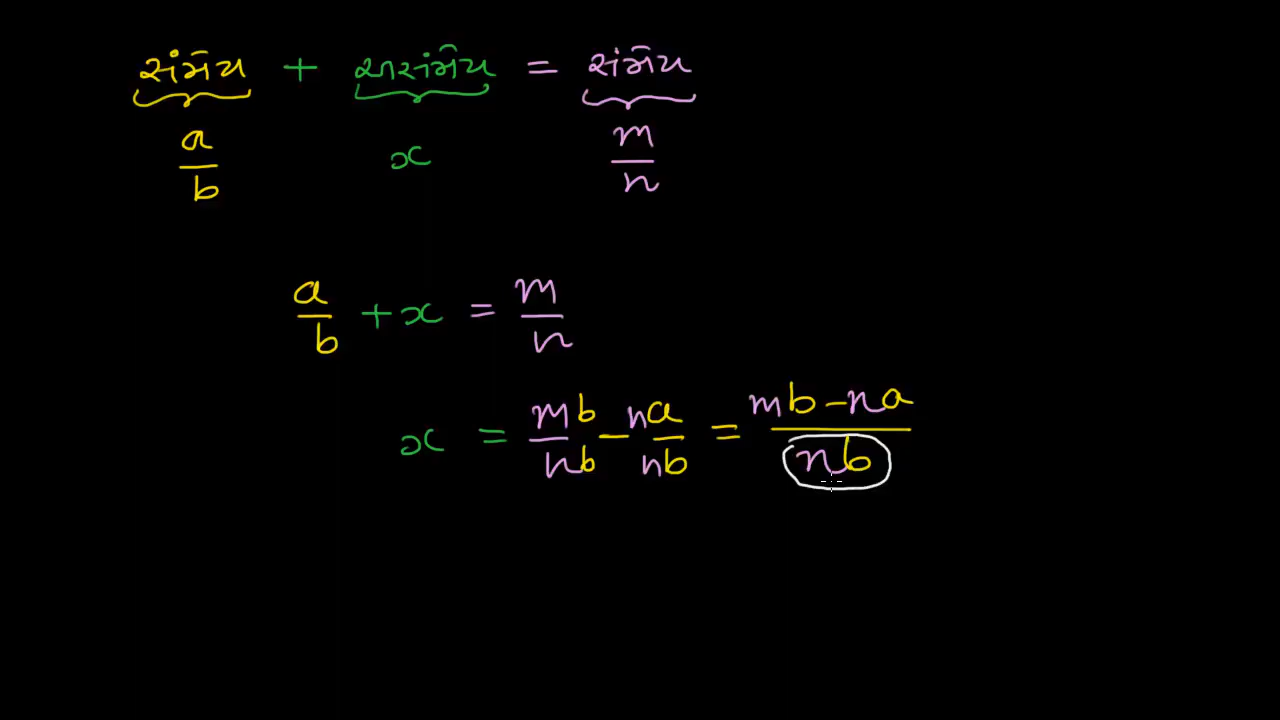 સંમેય + અસંમેય = સંમેય
a/b x m/n
a/b + x = m/n
x = mb/nb - na/nb = mb - na/nb